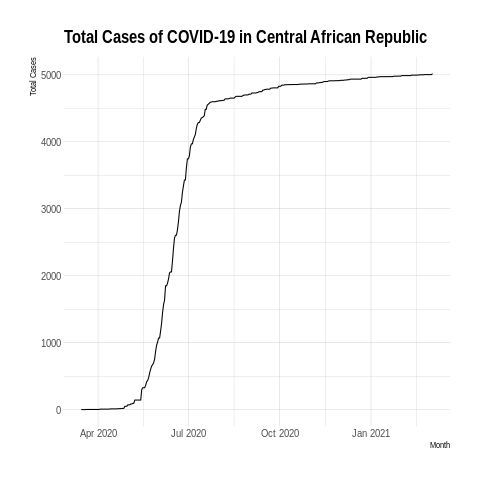 Total Cases of COVID-19 in Central African Republic
Total Cases
5000
4000
3000
2000
1000
0
Apr 2020 Jul 2020 Oct 2020 Jan 2021
Month